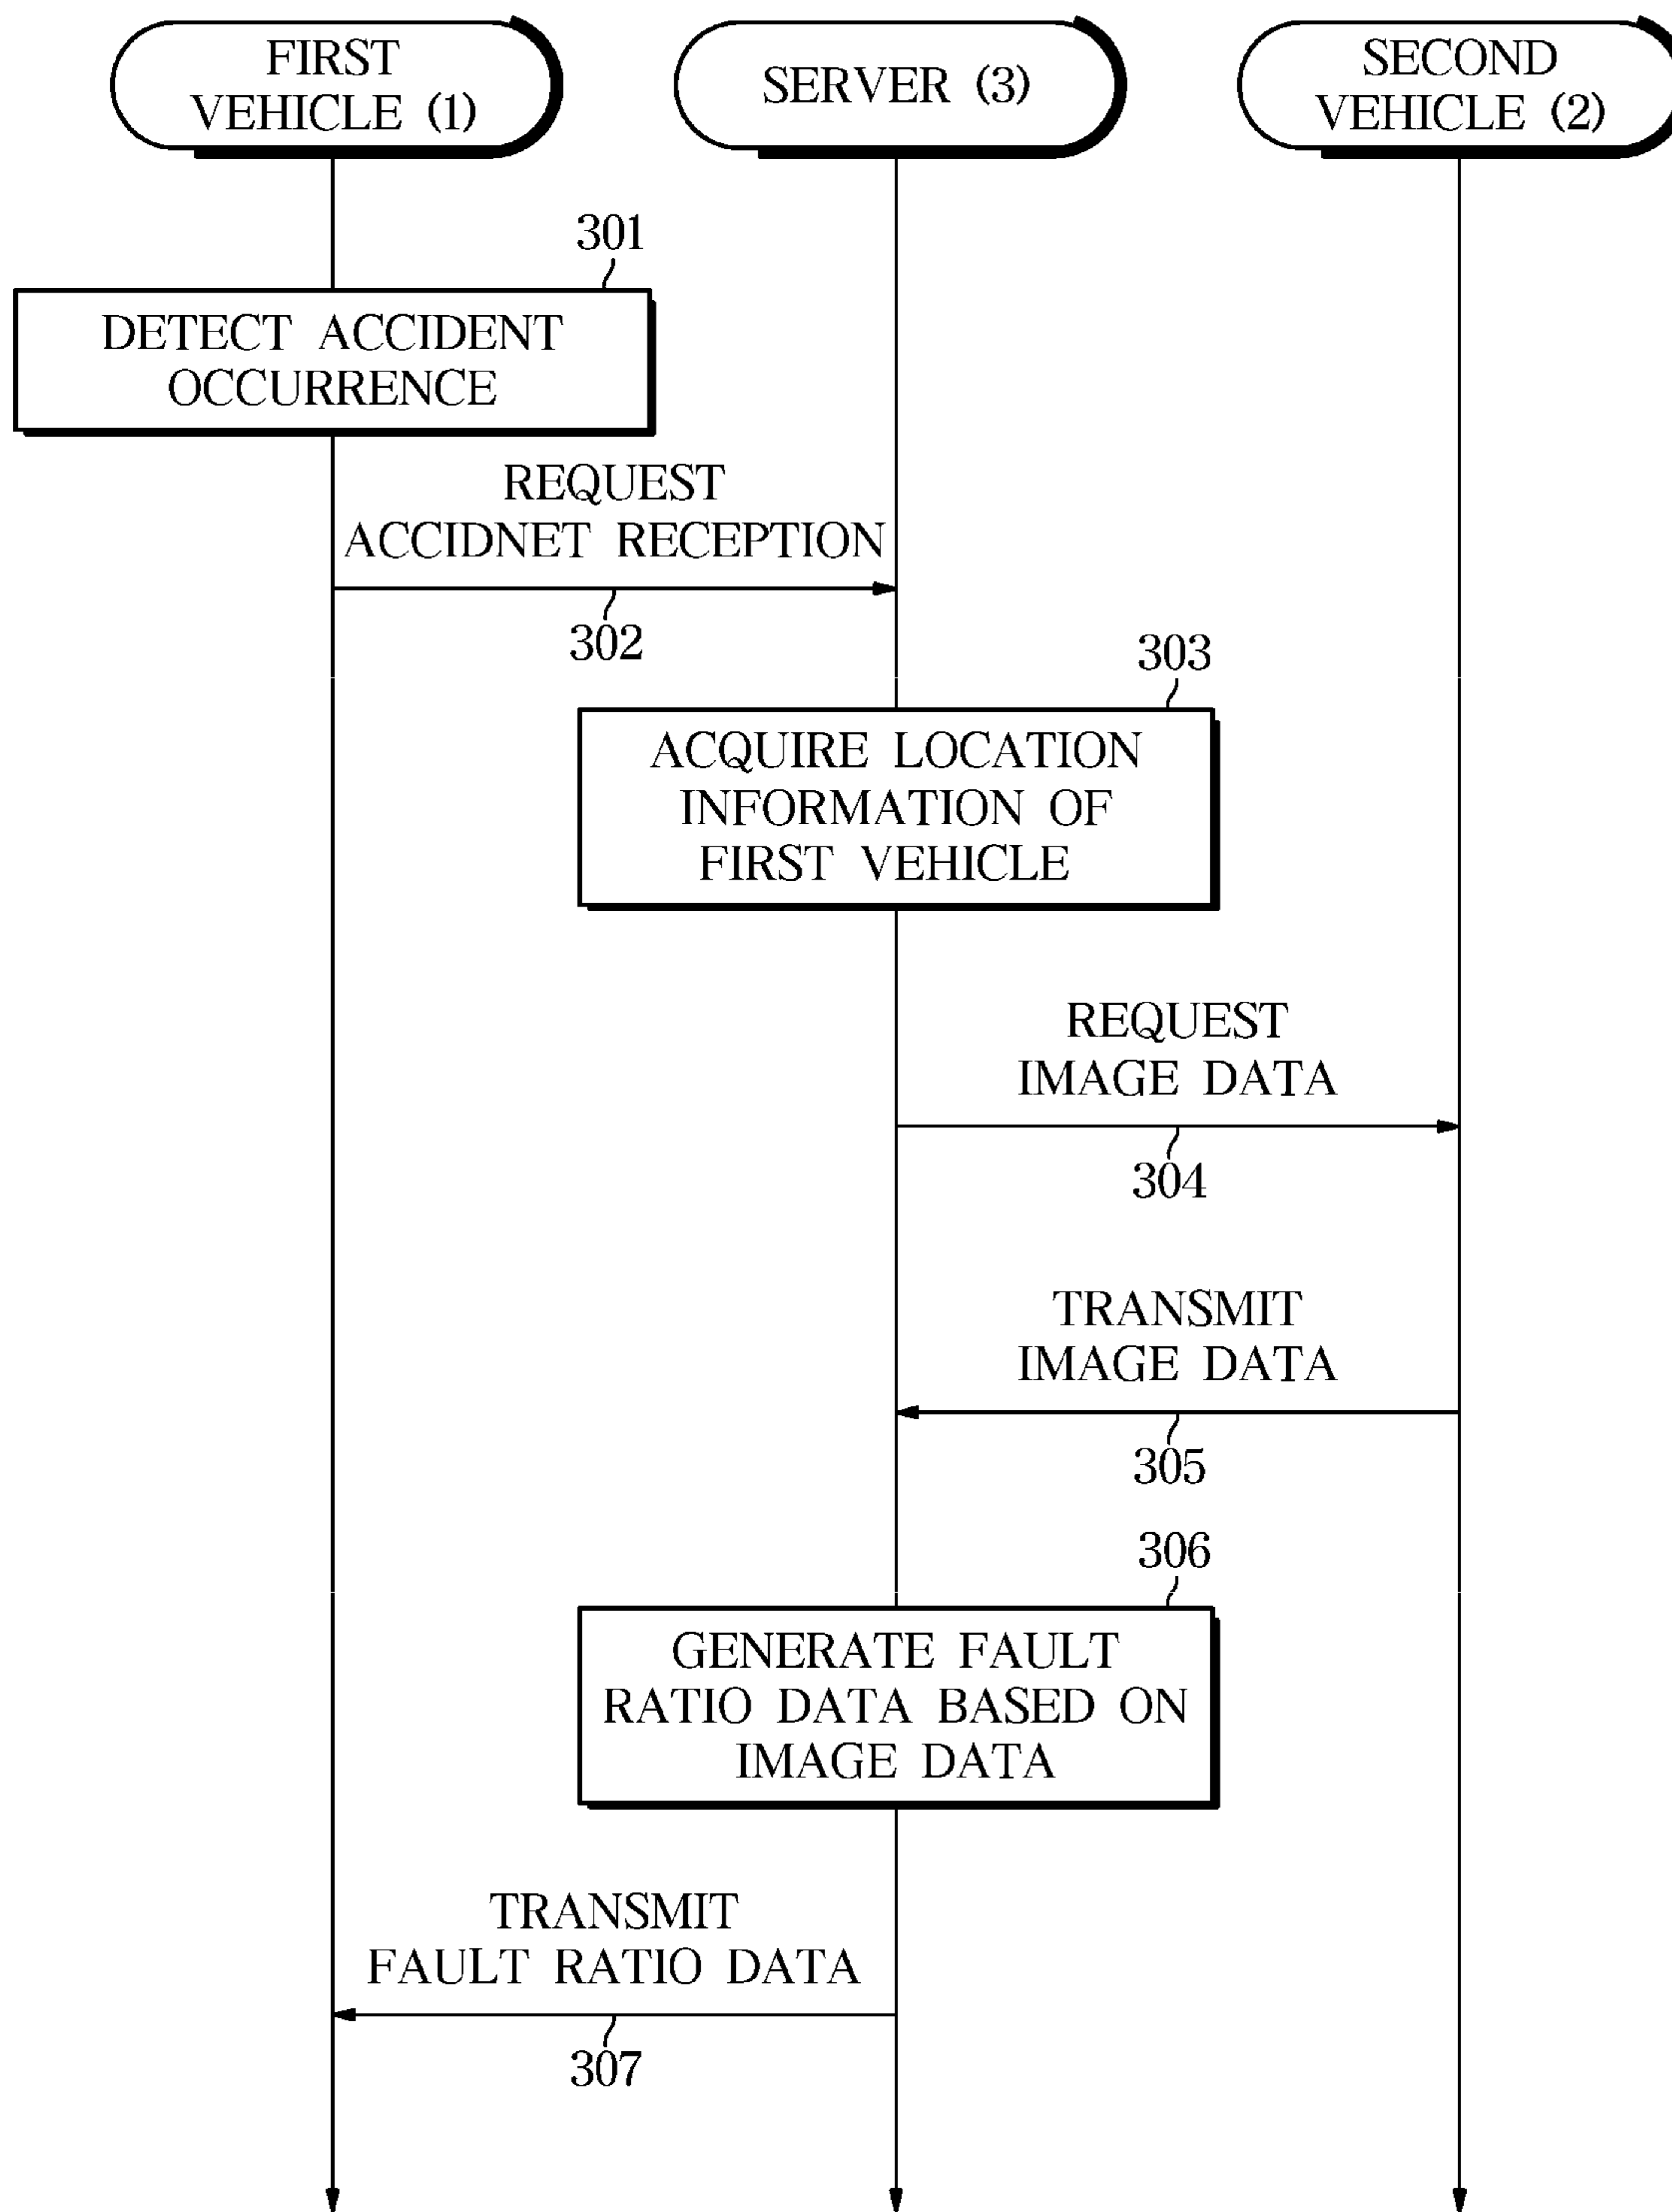 FIRST
VEHICLE (1)
SERVER (3)
SECOND
VEHICLE (2)
301
DETECT ACCIDENT
OCCURRENCE
REQUEST
ACCIDNET RECEPTION
302
303
ACQUIRE LOCATION
INFORMATION OF
FIRST VEHICLE
REQUEST
IMAGE DATA
304
TRANSMIT
IMAGE DATA
305
306
GENERATE FAULT
RATIO DATA BASED ON
IMAGE DATA
TRANSMIT
FAULT RATIO DATA
307